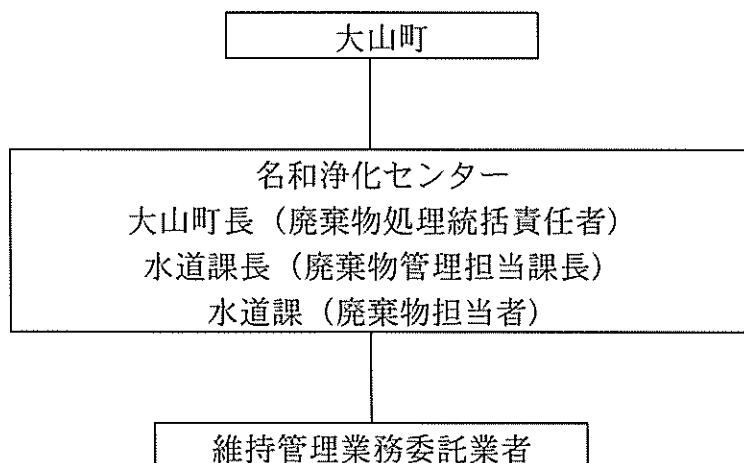 大山町
名和浄化センター
大山町長（廃棄物処理統括責任者）
水道課長（廃棄物管理担当課長）
水道課（廃棄物担当者）
維持管理業務委託業者